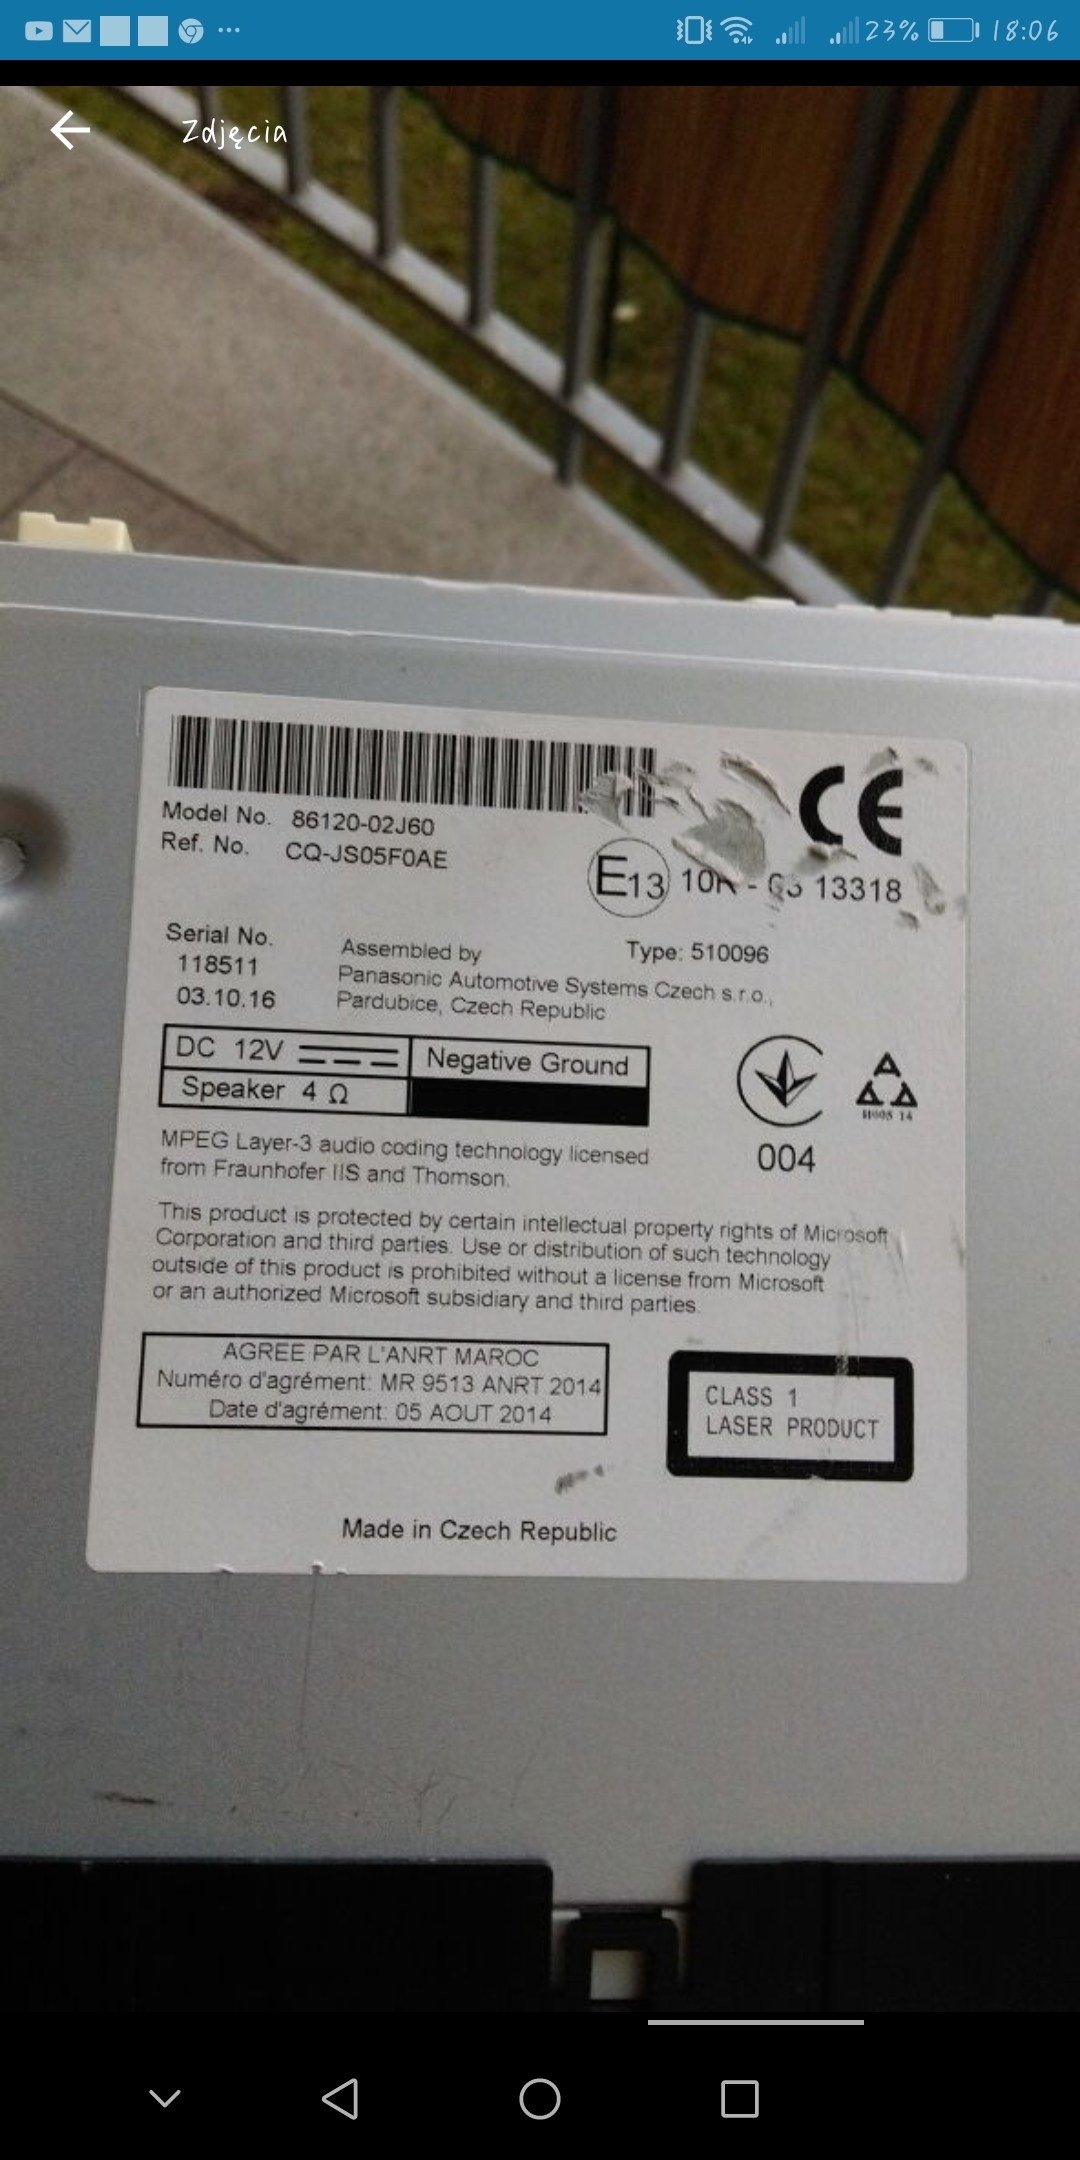 23% 18:06
Zdjęcia
Model No. 86120-02J60
Ref. No. CQ-JS05F0AE
CE
E13 10R - 13318
Serial No.
118511
03.10.16
Assembled by
Type: 510096
Panasonic Automotive Systems Czech s.r.o.,
Pardubice, Czech Republic
DC 12V
Negative Ground
Speaker 4 Ω
004
MPEG Layer-3 audio coding technology licensed
from Fraunhofer IIS and Thomson.
This product is protected by certain intellectual property rights of Microsoft
Corporation and third parties. Use or distribution of such technology
outside of this product is prohibited without a license from Microsoft
or an authorized Microsoft subsidiary and third parties.
AGREE PAR L'ANRT MAROC
Numéro d'agrément: MR 9513 ANRT 2014
Date d'agrément: 05 AOUT 2014
CLASS 1
LASER PRODUCT
Made in Czech Republic